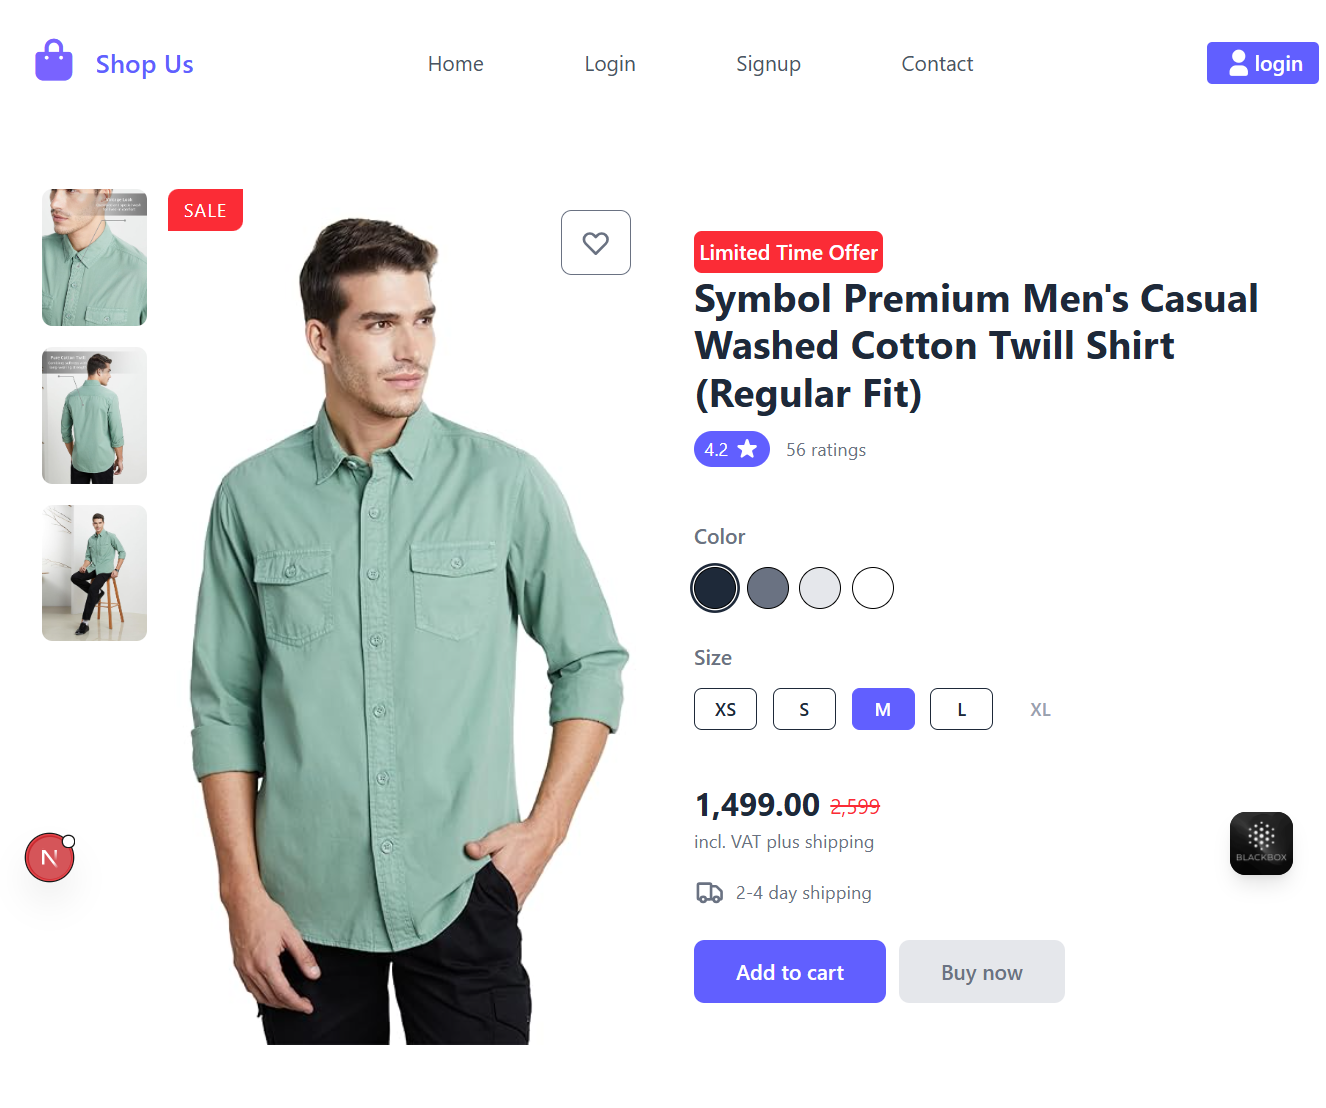 Shop Us
Home
Login
Signup
Contact
login
SALE
Limited Time Offer
Symbol Premium Men's Casual
Washed Cotton Twill Shirt
(Regular Fit)
4.2
56 ratings
Color
Size
XS
S
M
L
XL
1,499.00 2,599
incl. VAT plus shipping
2-4 day shipping
Add to cart
Buy now
N
BLACKBOX